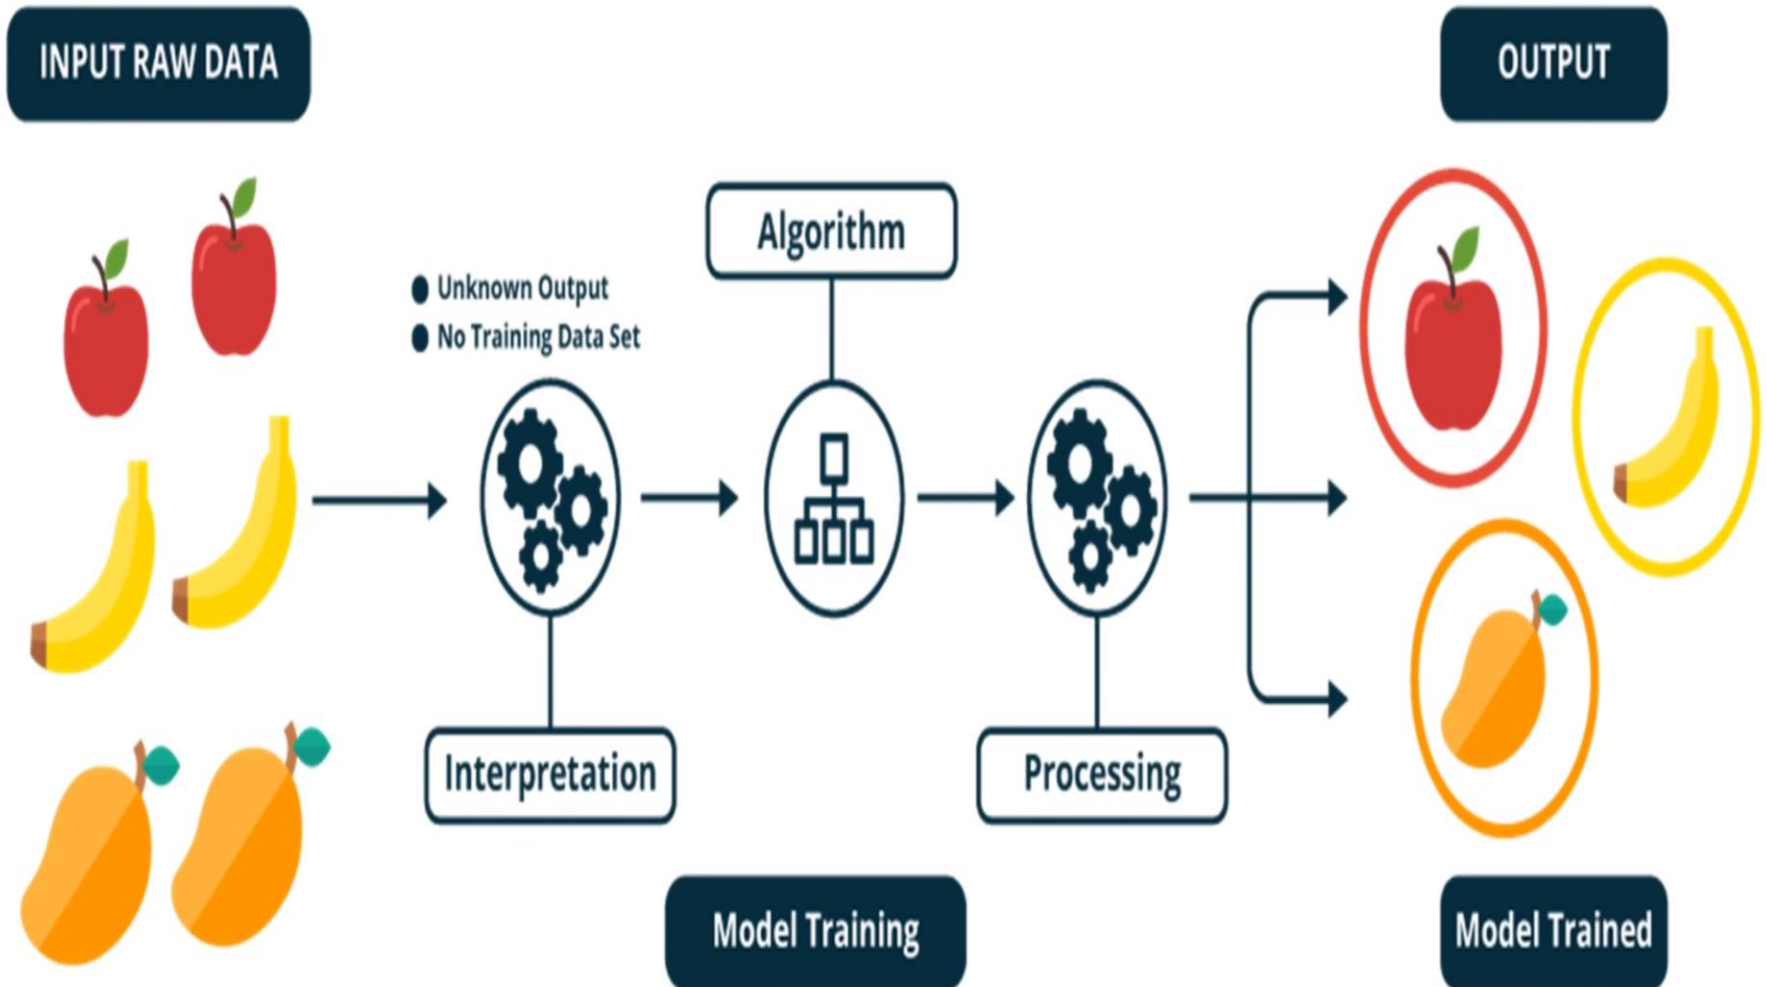 INPUT RAW DATA
OUTPUT
Algorithm
Unknown Output
No Training Data Set
Interpretation
Processing
Model Training
Model Trained